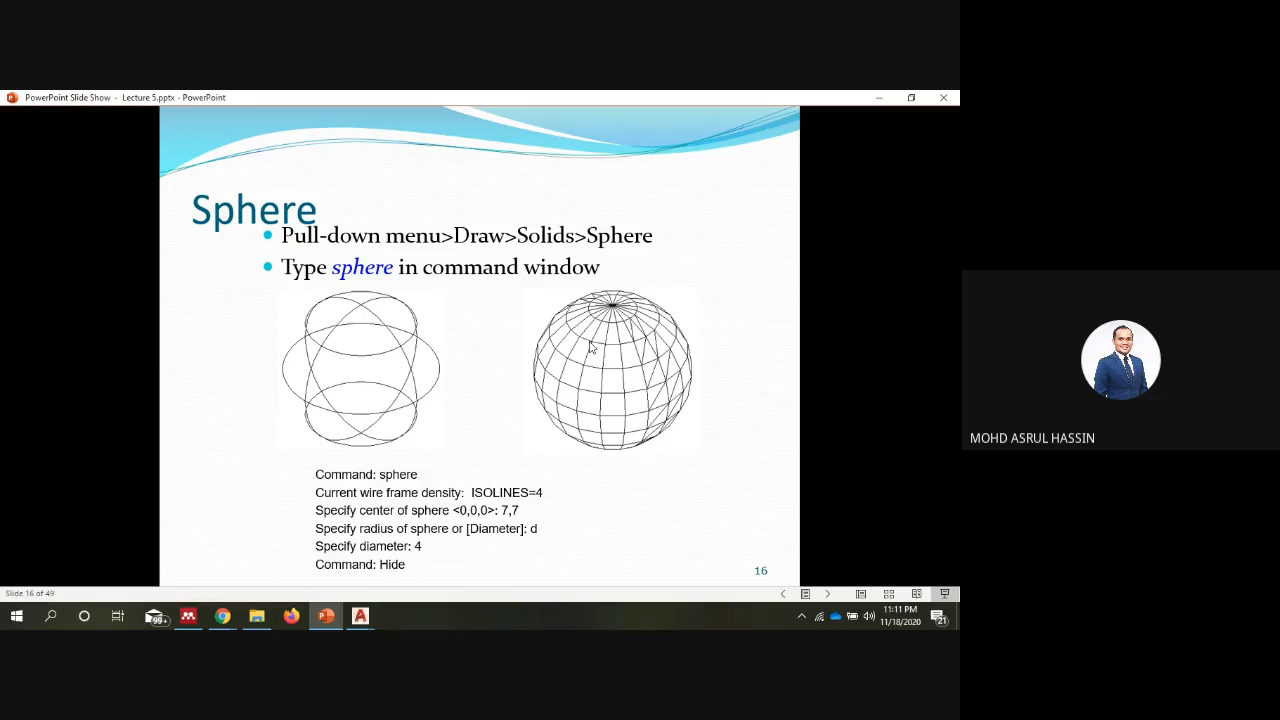 PowerPoint Slide Show - Lecture 5.pptx - PowerPoint
Sphere
Pull-down menu>Draw>Solids>Sphere
Type sphere in command window
Command: sphere
Current wire frame density: ISOLINES=4
Specify center of sphere <0,0,0>: 7,7
Specify radius of sphere or [Diameter]: d
Specify diameter: 4
Command: Hide
16
MOHD ASRUL HASSIN
Slide 16 of 49
99+
11:11 PM
11/18/2020
21